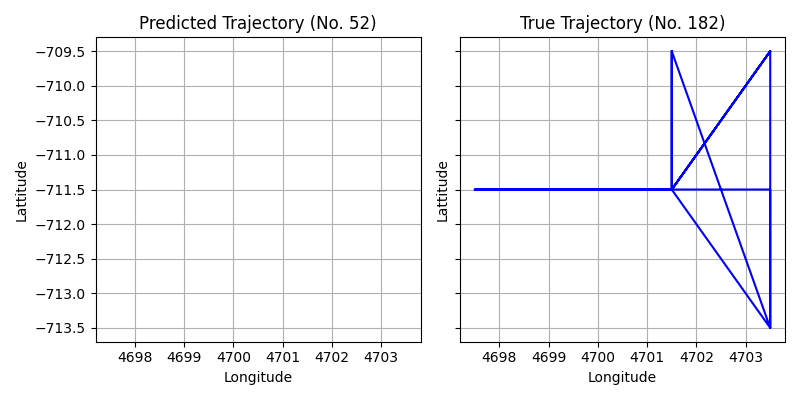 Predicted Trajectory (No. 52)
Lattitude
−709.5
−710.0
−710.5
−711.0
−711.5
−712.0
−712.5
−713.0
−713.5
4698 4699 4700 4701 4702 4703
Longitude
True Trajectory (No. 182)
Lattitude
4698 4699 4700 4701 4702 4703
Longitude